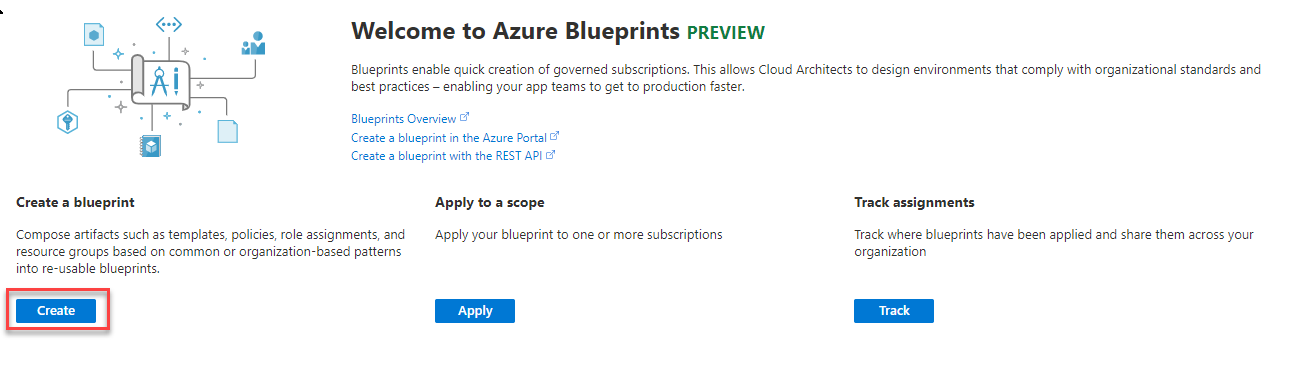 Welcome to Azure Blueprints PREVIEW
Blueprints enable quick creation of governed subscriptions. This allows Cloud Architects to design environments that comply with organizational standards and
best practices – enabling your app teams to get to production faster.
Blueprints Overview
Create a blueprint in the Azure Portal
Create a blueprint with the REST API
Create a blueprint
Compose artifacts such as templates, policies, role assignments, and
resource groups based on common or organization-based patterns
into re-usable blueprints.
Create
Apply to a scope
Apply your blueprint to one or more subscriptions
Apply
Track assignments
Track where blueprints have been applied and share them across your
organization
Track